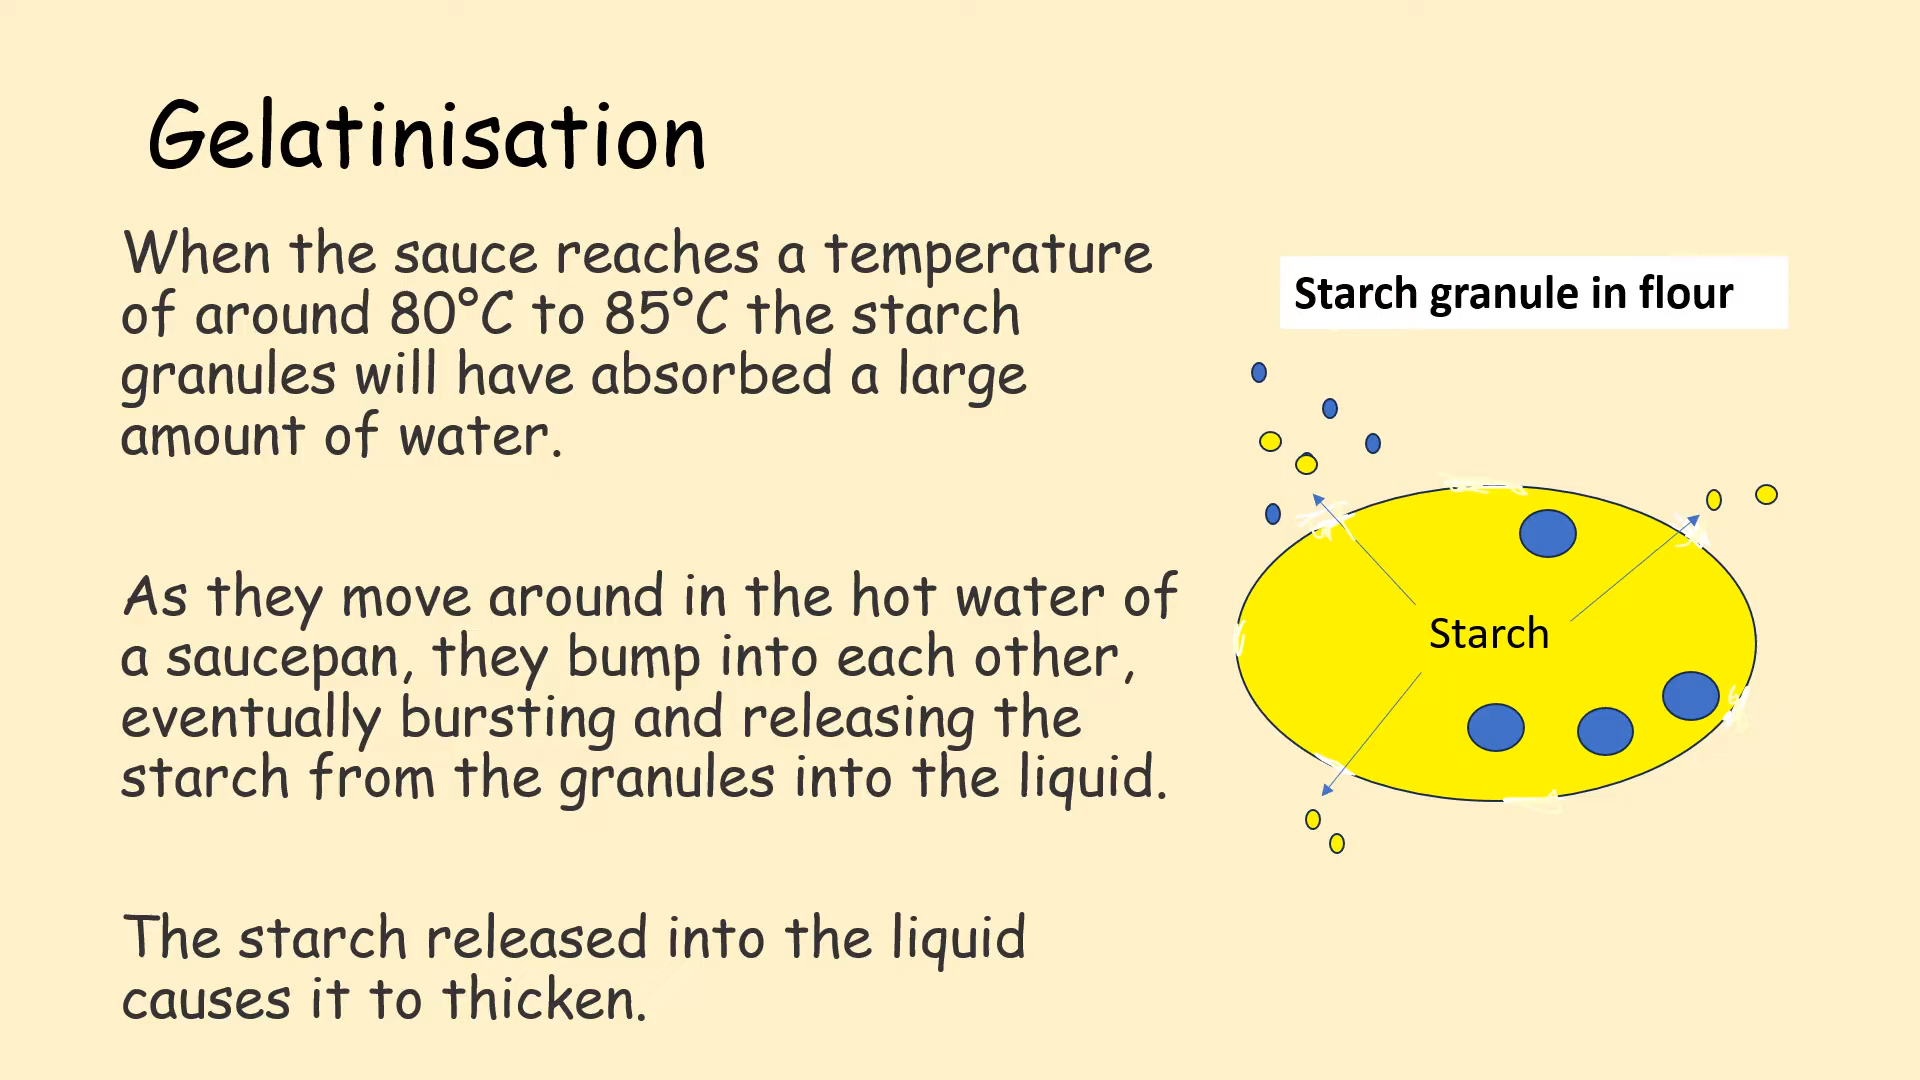 Gelatinisation
When the sauce reaches a temperature
of around 80°C to 85°C the starch
granules will have absorbed a large
amount of water.
As they move around in the hot water of
a saucepan, they bump into each other,
eventually bursting and releasing the
starch from the granules into the liquid.
The starch released into the liquid
causes it to thicken.
Starch granule in flour
Starch